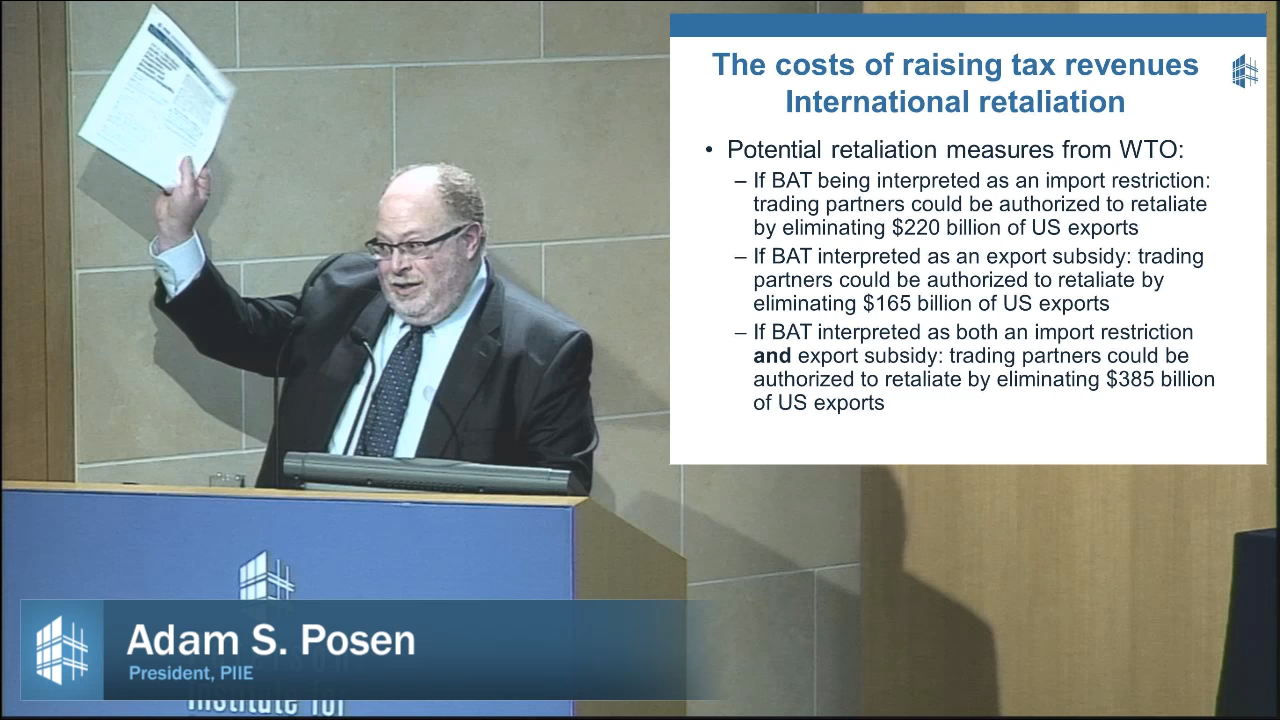 The costs of raising tax revenues
International retaliation
• Potential retaliation measures from WTO:
– If BAT being interpreted as an import restriction:
trading partners could be authorized to retaliate
by eliminating $220 billion of US exports
– If BAT interpreted as an export subsidy: trading
partners could be authorized to retaliate by
eliminating $165 billion of US exports
– If BAT interpreted as both an import restriction
and export subsidy: trading partners could be
authorized to retaliate by eliminating $385 billion
of US exports
Adam S. Posen
President, PIIE
Institute for